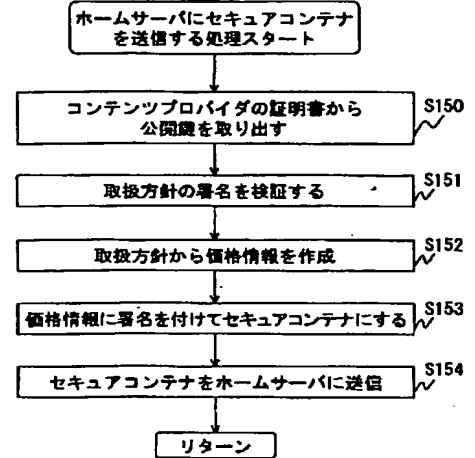 ホームサーバにセキュアコンテナ
を送信する処理スタート
コンテンツプロバイダの証明書から
公開鍵を取り出す
S150
取扱方針の署名を検証する
S151
取扱方針から価格情報を作成
S152
価格情報に署名を付けてセキュアコンテナにする
S153
セキュアコンテナをホームサーバに送信
S154
リターン